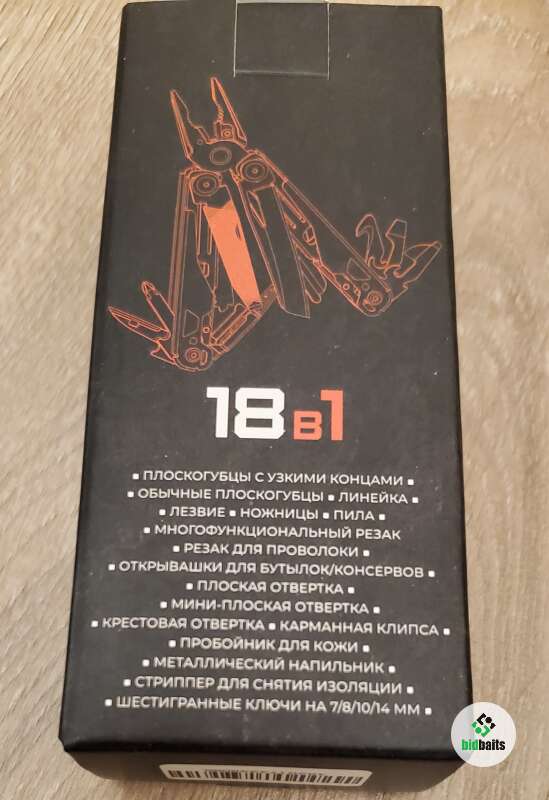 18 в 1
▪ ПЛОСКОГУБЦЫ С УЗКИМИ КОНЦАМИ ▪
▪ ОБЫЧНЫЕ ПЛОСКОГУБЦЫ ▪ ЛИНЕЙКА ▪
▪ ЛЕЗВИЕ ▪ НОЖНИЦЫ ▪ ПИЛА ▪
▪ МНОГОФУНКЦИОНАЛЬНЫЙ РЕЗАК
▪ РЕЗАК ДЛЯ ПРОВОЛОКИ ▪
▪ ОТКРЫВАШКИ ДЛЯ БУТЫЛОК/КОНСЕРВОВ ▪
▪ ПЛОСКАЯ ОТВЕРТКА ▪
▪ МИНИ-ПЛОСКАЯ ОТВЕРТКА ▪
▪ КРЕСТОВАЯ ОТВЕРТКА ▪ КАРМАННАЯ КЛИПСА ▪
▪ ПРОБОЙНИК ДЛЯ КОЖИ ▪
▪ МЕТАЛЛИЧЕСКИЙ НАПИЛЬНИК ▪
▪ СТРИППЕР ДЛЯ СНЯТИЯ ИЗОЛЯЦИИ ▪
▪ ШЕСТИГРАННЫЕ КЛЮЧИ НА 7/8/10/14 ММ ▪
bidbaits